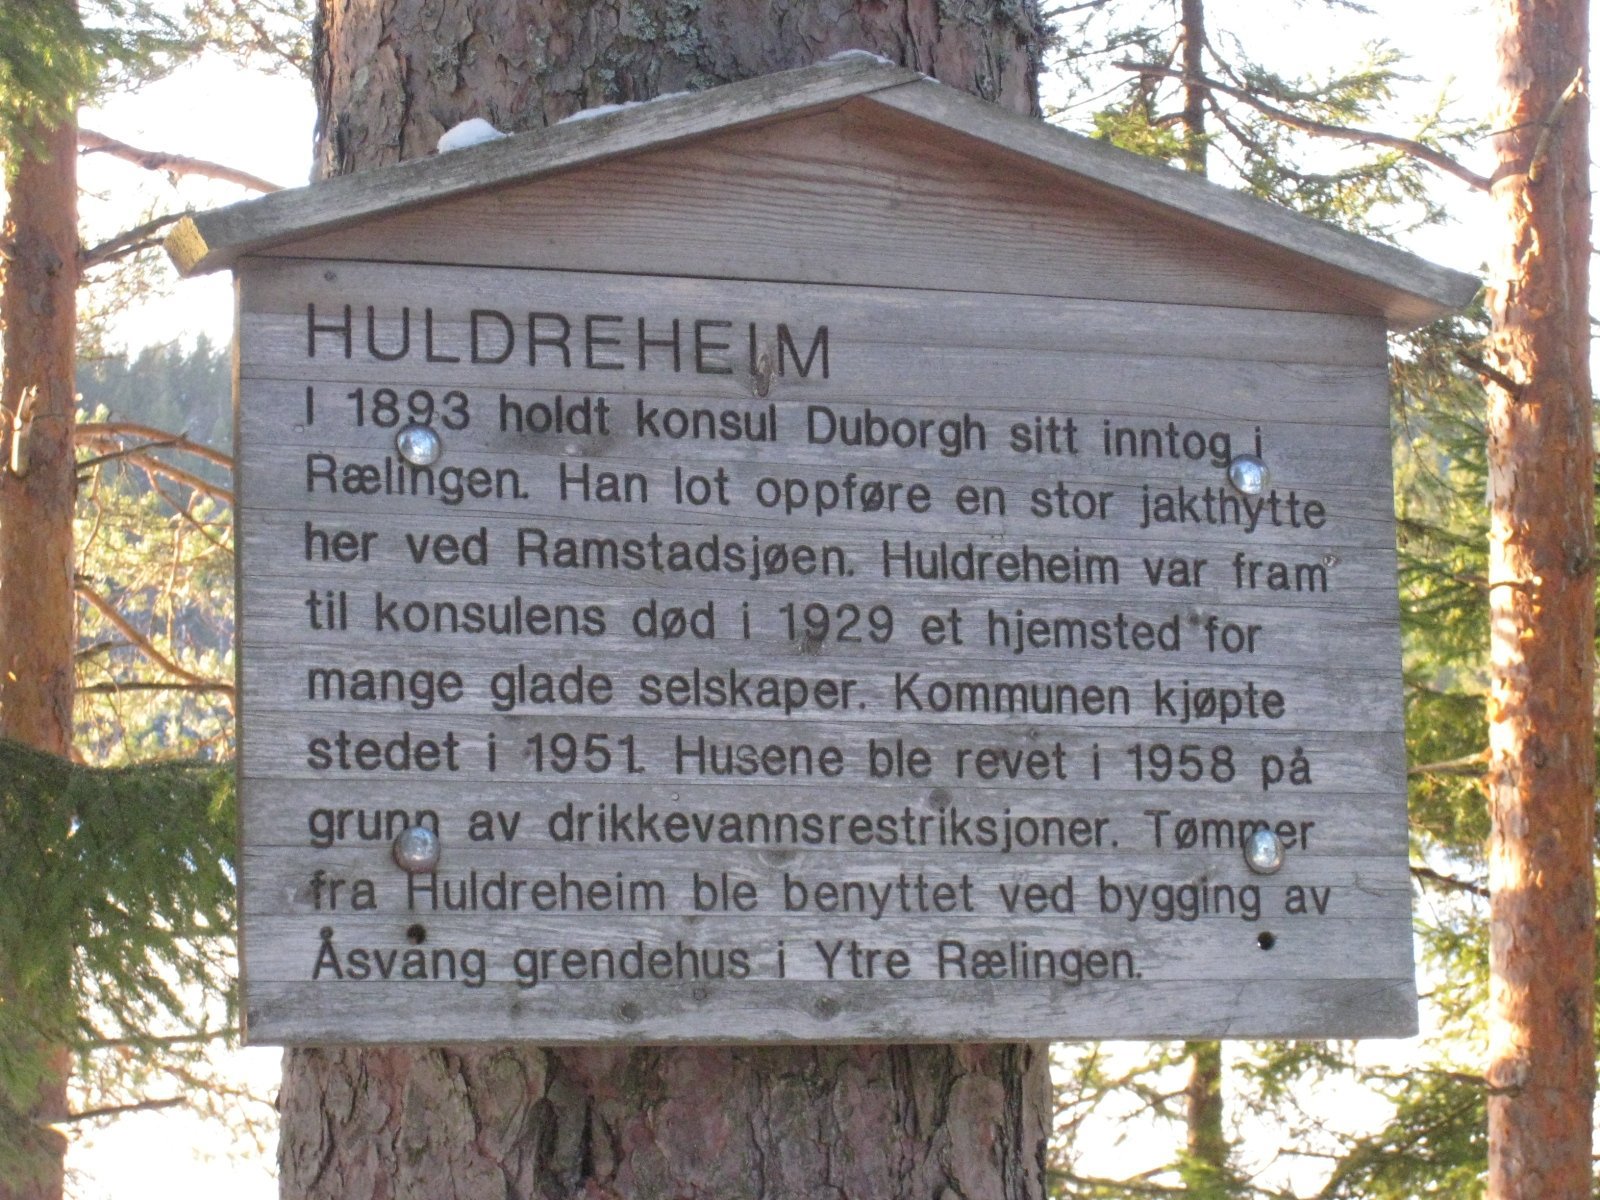 HULDREHEIM
I 1893 holdt konsul Duborgh sitt inntog i
Rælingen. Han lot oppføre en stor jakthytte
her ved Ramstadsjøen. Huldreheim var fram
til konsulens død i 1929 et hjemsted for
mange glade selskaper. Kommunen kjøpte
stedet i 1951. Husene ble revet i 1958 på
grunn av drikkevannsrestriksjoner. Tømmer
fra Huldreheim ble benyttet ved bygging av
Åsvang grendehus i Ytre Rælingen.